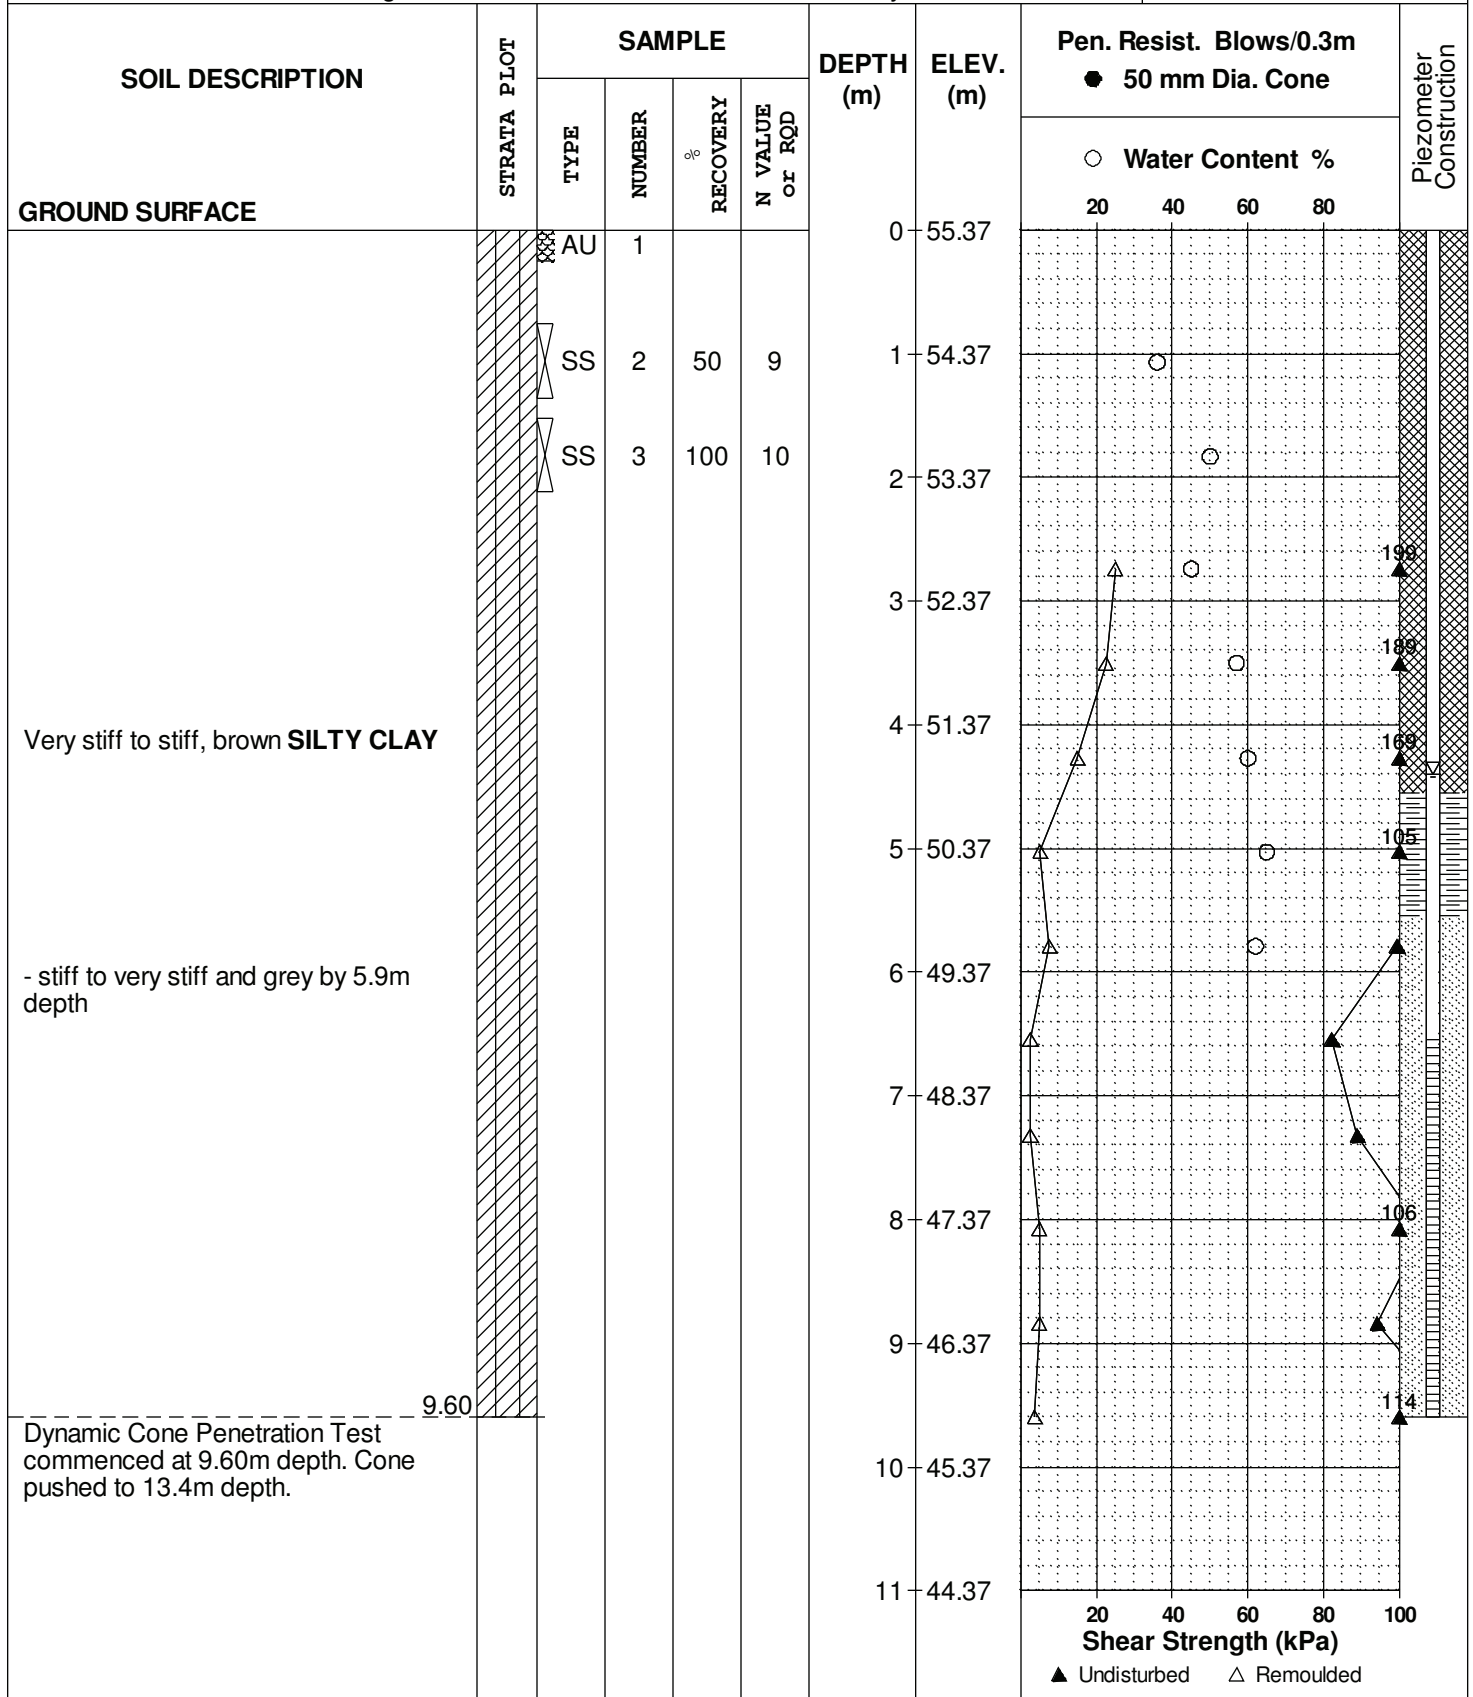 SOIL DESCRIPTION
GROUND SURFACE
STRATA PLOT
SAMPLE
TYPE
NUMBER
%
RECOVERY
N VALUE
or RQD
DEPTH
(m)
ELEV.
(m)
Pen. Resist. Blows/0.3m
● 50 mm Dia. Cone
○ Water Content %
20 40 60 80
Piezometer
Construction
0 55.37
AU 1
1 54.37
SS 2 50 9
SS 3 100 10
2 53.37
199
3 52.37
189
4 51.37
Very stiff to stiff, brown SILTY CLAY
169
105
5 50.37
- stiff to very stiff and grey by 5.9m
depth
6 49.37
7 48.37
106
8 47.37
9 46.37
9.60
114
Dynamic Cone Penetration Test
commenced at 9.60m depth. Cone
pushed to 13.4m depth.
10 45.37
11 44.37
20 40 60 80 100
Shear Strength (kPa)
▲ Undisturbed △ Remoulded